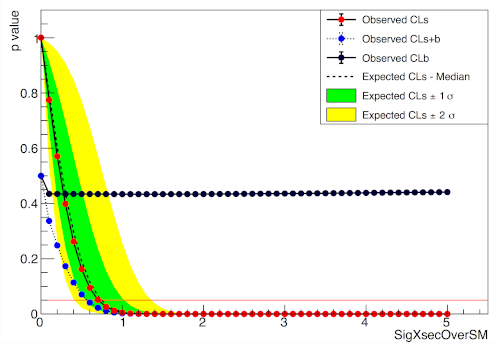 p value
Observed CLs
Observed CLs+b
Observed CLb
Expected CLs - Median
Expected CLs ± 1 σ
Expected CLs ± 2 σ
1
0.8
0.6
0.4
0.2
0
0 1 2 3 4 5
SigXsecOverSM